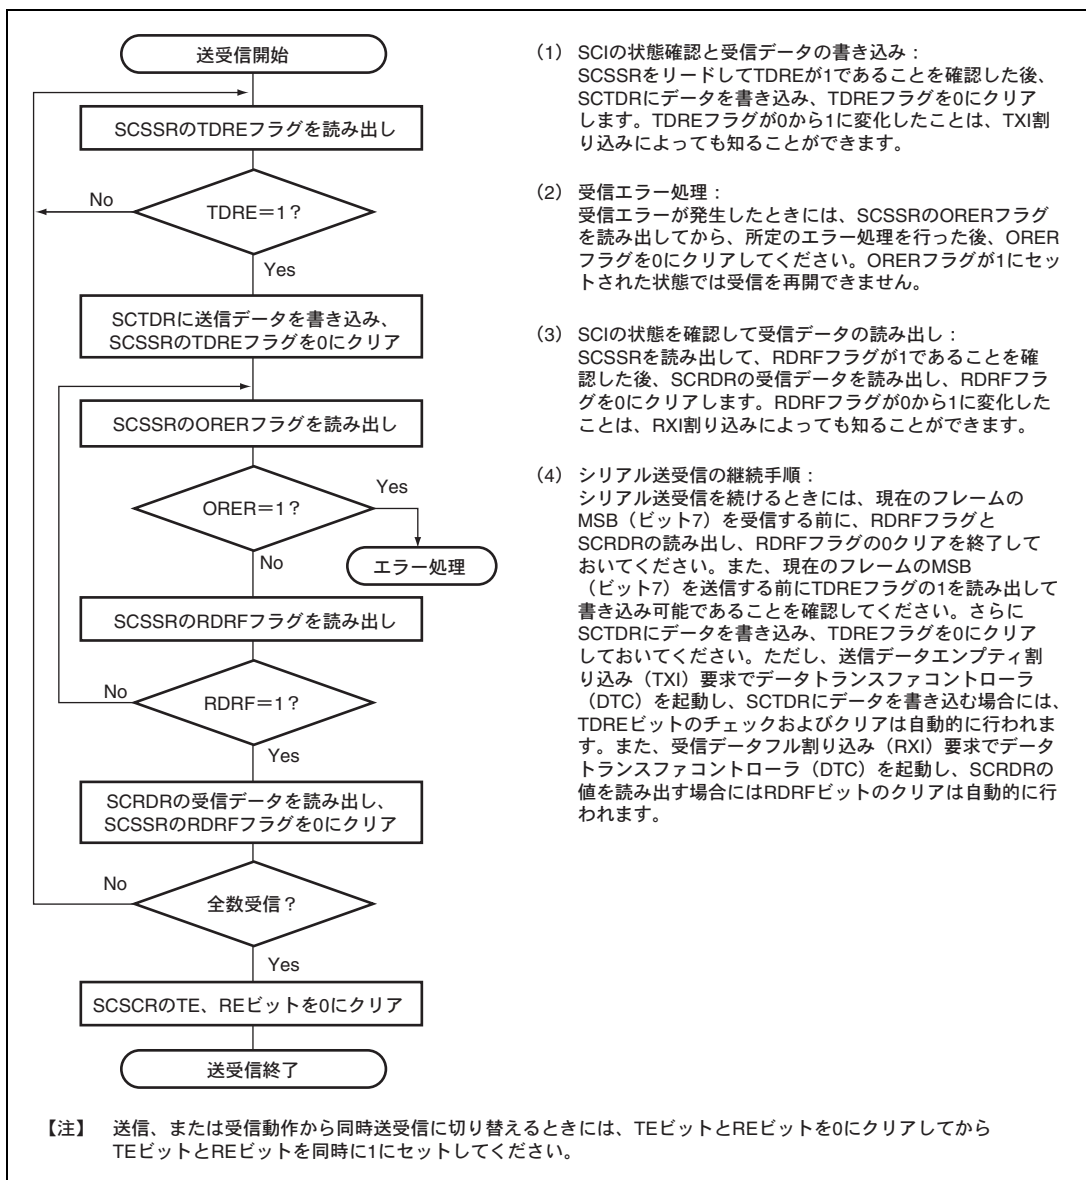 送受信開始
SCSSRのTDREフラグを読み出し
No
TDRE=1?
Yes
SCTDRに送信データを書き込み、
SCSSRのTDREフラグを0にクリア
SCSSRのORERフラグを読み出し
Yes
ORER=1?
No
エラー処理
SCSSRのRDRFフラグを読み出し
No
RDRF=1?
Yes
SCRDRの受信データを読み出し、
SCSSRのRDRFフラグを0にクリア
No
全数受信?
Yes
SCSCRのTE、REビットを0にクリア
送受信終了
(1) SCIの状態確認と受信データの書き込み:
SCSSRをリードしてTDREが1であることを確認した後、
SCTDRにデータを書き込み、TDREフラグを0にクリア
します。TDREフラグが0から1に変化したことは、TXI割
り込みによっても知ることができます。
(2) 受信エラー処理:
受信エラーが発生したときには、SCSSRのORERフラグ
を読み出してから、所定のエラー処理を行った後、ORER
フラグを0にクリアしてください。ORERフラグが1にセッ
トされた状態では受信を再開できません。
(3) SCIの状態を確認して受信データの読み出し:
SCSSRを読み出して、RDRFフラグが1であることを確
認した後、SCRDRの受信データを読み出し、RDRFフラ
グを0にクリアします。RDRFフラグが0から1に変化した
ことは、RXI割り込みによっても知ることができます。
(4) シリアル送受信の継続手順:
シリアル送受信を続けるときには、現在のフレームの
MSB(ビット7)を受信する前に、RDRFフラグと
SCRDRの読み出し、RDRFフラグの0クリアを終了して
おいてください。また、現在のフレームのMSB
(ビット7)を送信する前にTDREフラグの1を読み出して
書き込み可能であることを確認してください。さらに
SCTDRにデータを書き込み、TDREフラグを0にクリア
しておいてください。ただし、送信データエンプティ割
り込み(TXI)要求でデータトランスファコントローラ
(DTC)を起動し、SCTDRにデータを書き込む場合には、
TDREビットのチェックおよびクリアは自動的に行われま
す。また、受信データフル割り込み(RXI)要求でデータ
トランスファコントローラ(DTC)を起動し、SCRDRの
値を読み出す場合にはRDRFビットのクリアは自動的に行
われます。
【注】 送信、または受信動作から同時送受信に切り替えるときには、TEビットとREビットを0にクリアしてから
TEビットとREビットを同時に1にセットしてください。